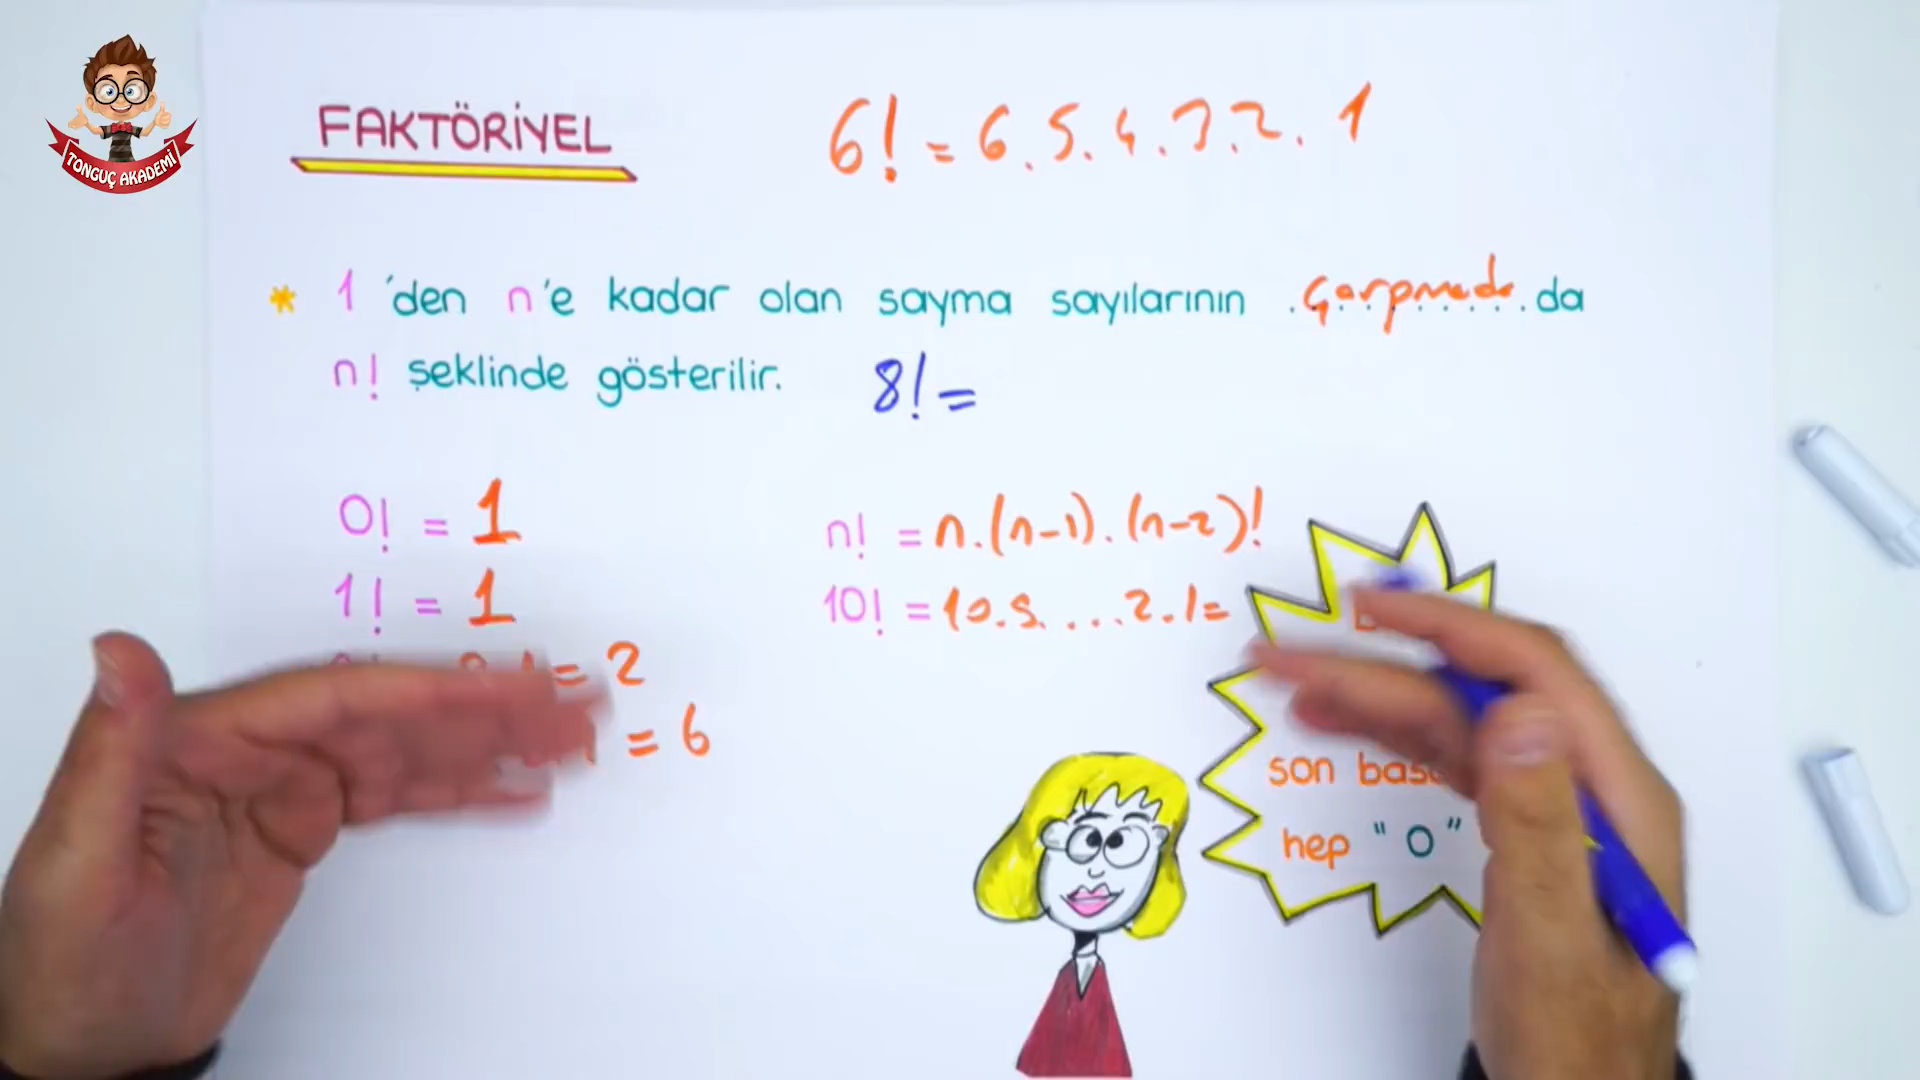 TONGUÇ AKADEMİ
FAKTÖRİYEL
6! = 6.5.4.3.2.1
* 1 'den n'e kadar olan sayma sayılarının çarpmada da
n! şeklinde gösterilir.
8! =
0! = 1
1! = 1
= 2
= 6
n! = n.(n-1).(n-2)!
10! = 10.9....2.1=
son
hep "0"